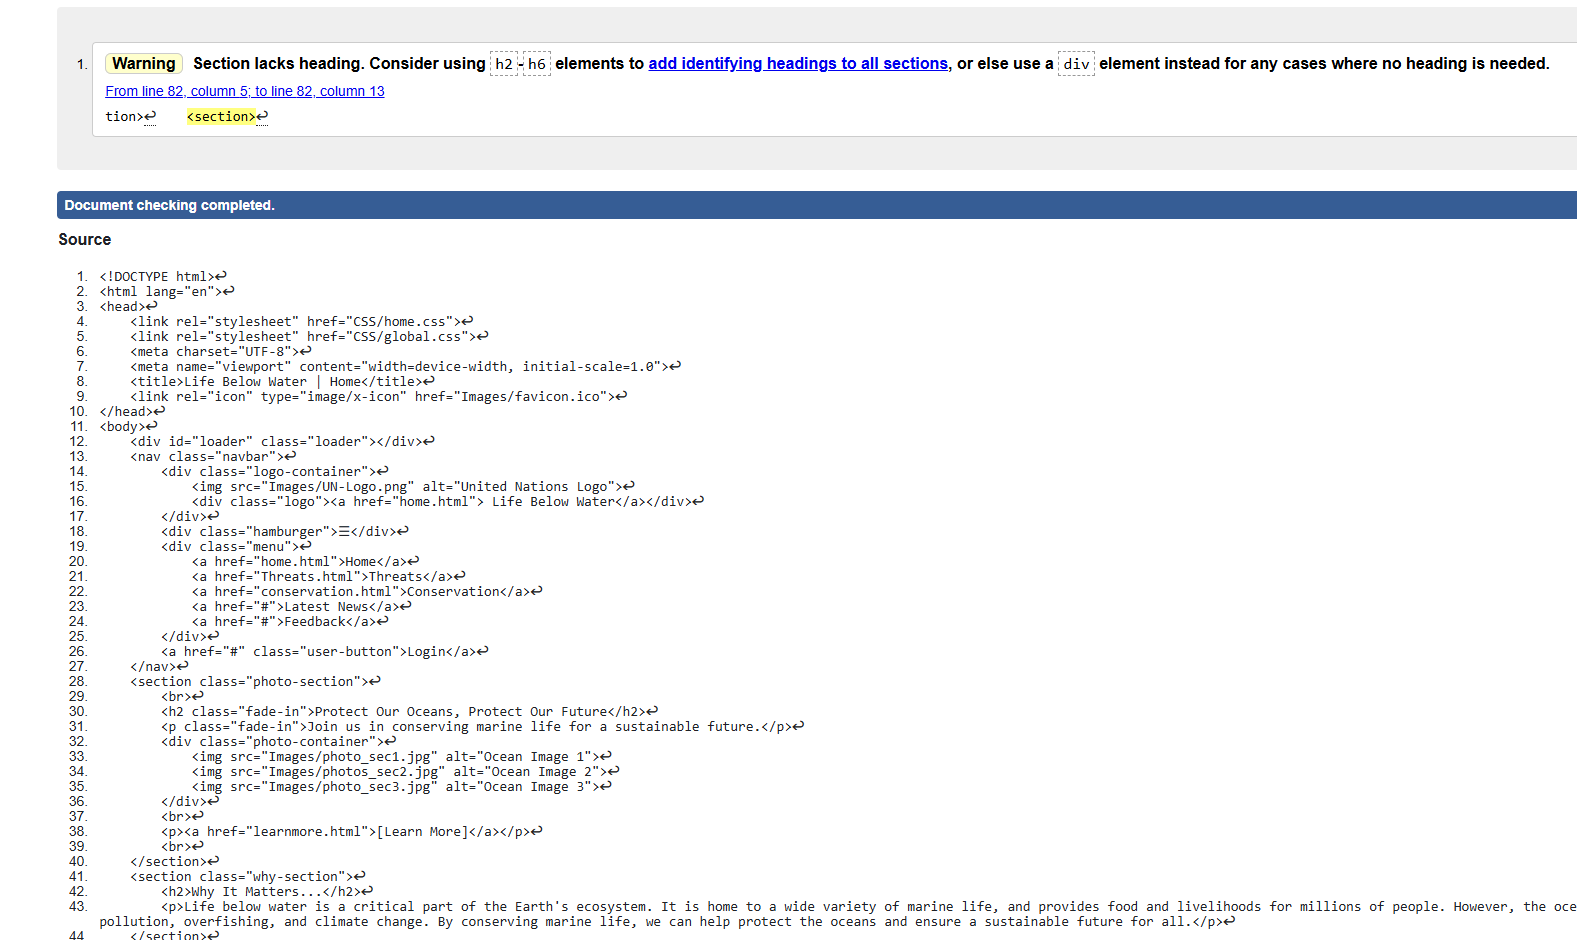 1. Warning Section lacks heading. Consider using h2-h6 elements to add identifying headings to all sections, or else use a div element instead for any cases where no heading is needed.
From line 82, column 5; to line 82, column 13
tion>↩    <section>↩
Document checking completed.
Source
1. <!DOCTYPE html>↩
2. <html lang="en">↩
3. <head>↩
4.     <link rel="stylesheet" href="CSS/home.css">↩
5.     <link rel="stylesheet" href="CSS/global.css">↩
6.     <meta charset="UTF-8">↩
7.     <meta name="viewport" content="width=device-width, initial-scale=1.0">↩
8.     <title>Life Below Water | Home</title>↩
9.     <link rel="icon" type="image/x-icon" href="Images/favicon.ico">↩
10. </head>↩
11. <body>↩
12.     <div id="loader" class="loader"></div>↩
13.     <nav class="navbar">↩
14.         <div class="logo-container">↩
15.             <img src="Images/UN-Logo.png" alt="United Nations Logo">↩
16.             <div class="logo"><a href="home.html"> Life Below Water</a></div>↩
17.         </div>↩
18.         <div class="hamburger">☰</div>↩
19.         <div class="menu">↩
20.             <a href="home.html">Home</a>↩
21.             <a href="Threats.html">Threats</a>↩
22.             <a href="conservation.html">Conservation</a>↩
23.             <a href="#">Latest News</a>↩
24.             <a href="#">Feedback</a>↩
25.         </div>↩
26.         <a href="#" class="user-button">Login</a>↩
27.     </nav>↩
28.     <section class="photo-section">↩
29.         <br>↩
30.         <h2 class="fade-in">Protect Our Oceans, Protect Our Future</h2>↩
31.         <p class="fade-in">Join us in conserving marine life for a sustainable future.</p>↩
32.         <div class="photo-container">↩
33.             <img src="Images/photo_sec1.jpg" alt="Ocean Image 1">↩
34.             <img src="Images/photos_sec2.jpg" alt="Ocean Image 2">↩
35.             <img src="Images/photo_sec3.jpg" alt="Ocean Image 3">↩
36.         </div>↩
37.         <br>↩
38.         <p><a href="learnmore.html">[Learn More]</a></p>↩
39.         <br>↩
40.     </section>↩
41.     <section class="why-section">↩
42.         <h2>Why It Matters...</h2>↩
43.         <p>Life below water is a critical part of the Earth's ecosystem. It is home to a wide variety of marine life, and provides food and livelihoods for millions of people. However, the oce
pollution, overfishing, and climate change. By conserving marine life, we can help protect the oceans and ensure a sustainable future for all.</p>↩
44.     </section>↩